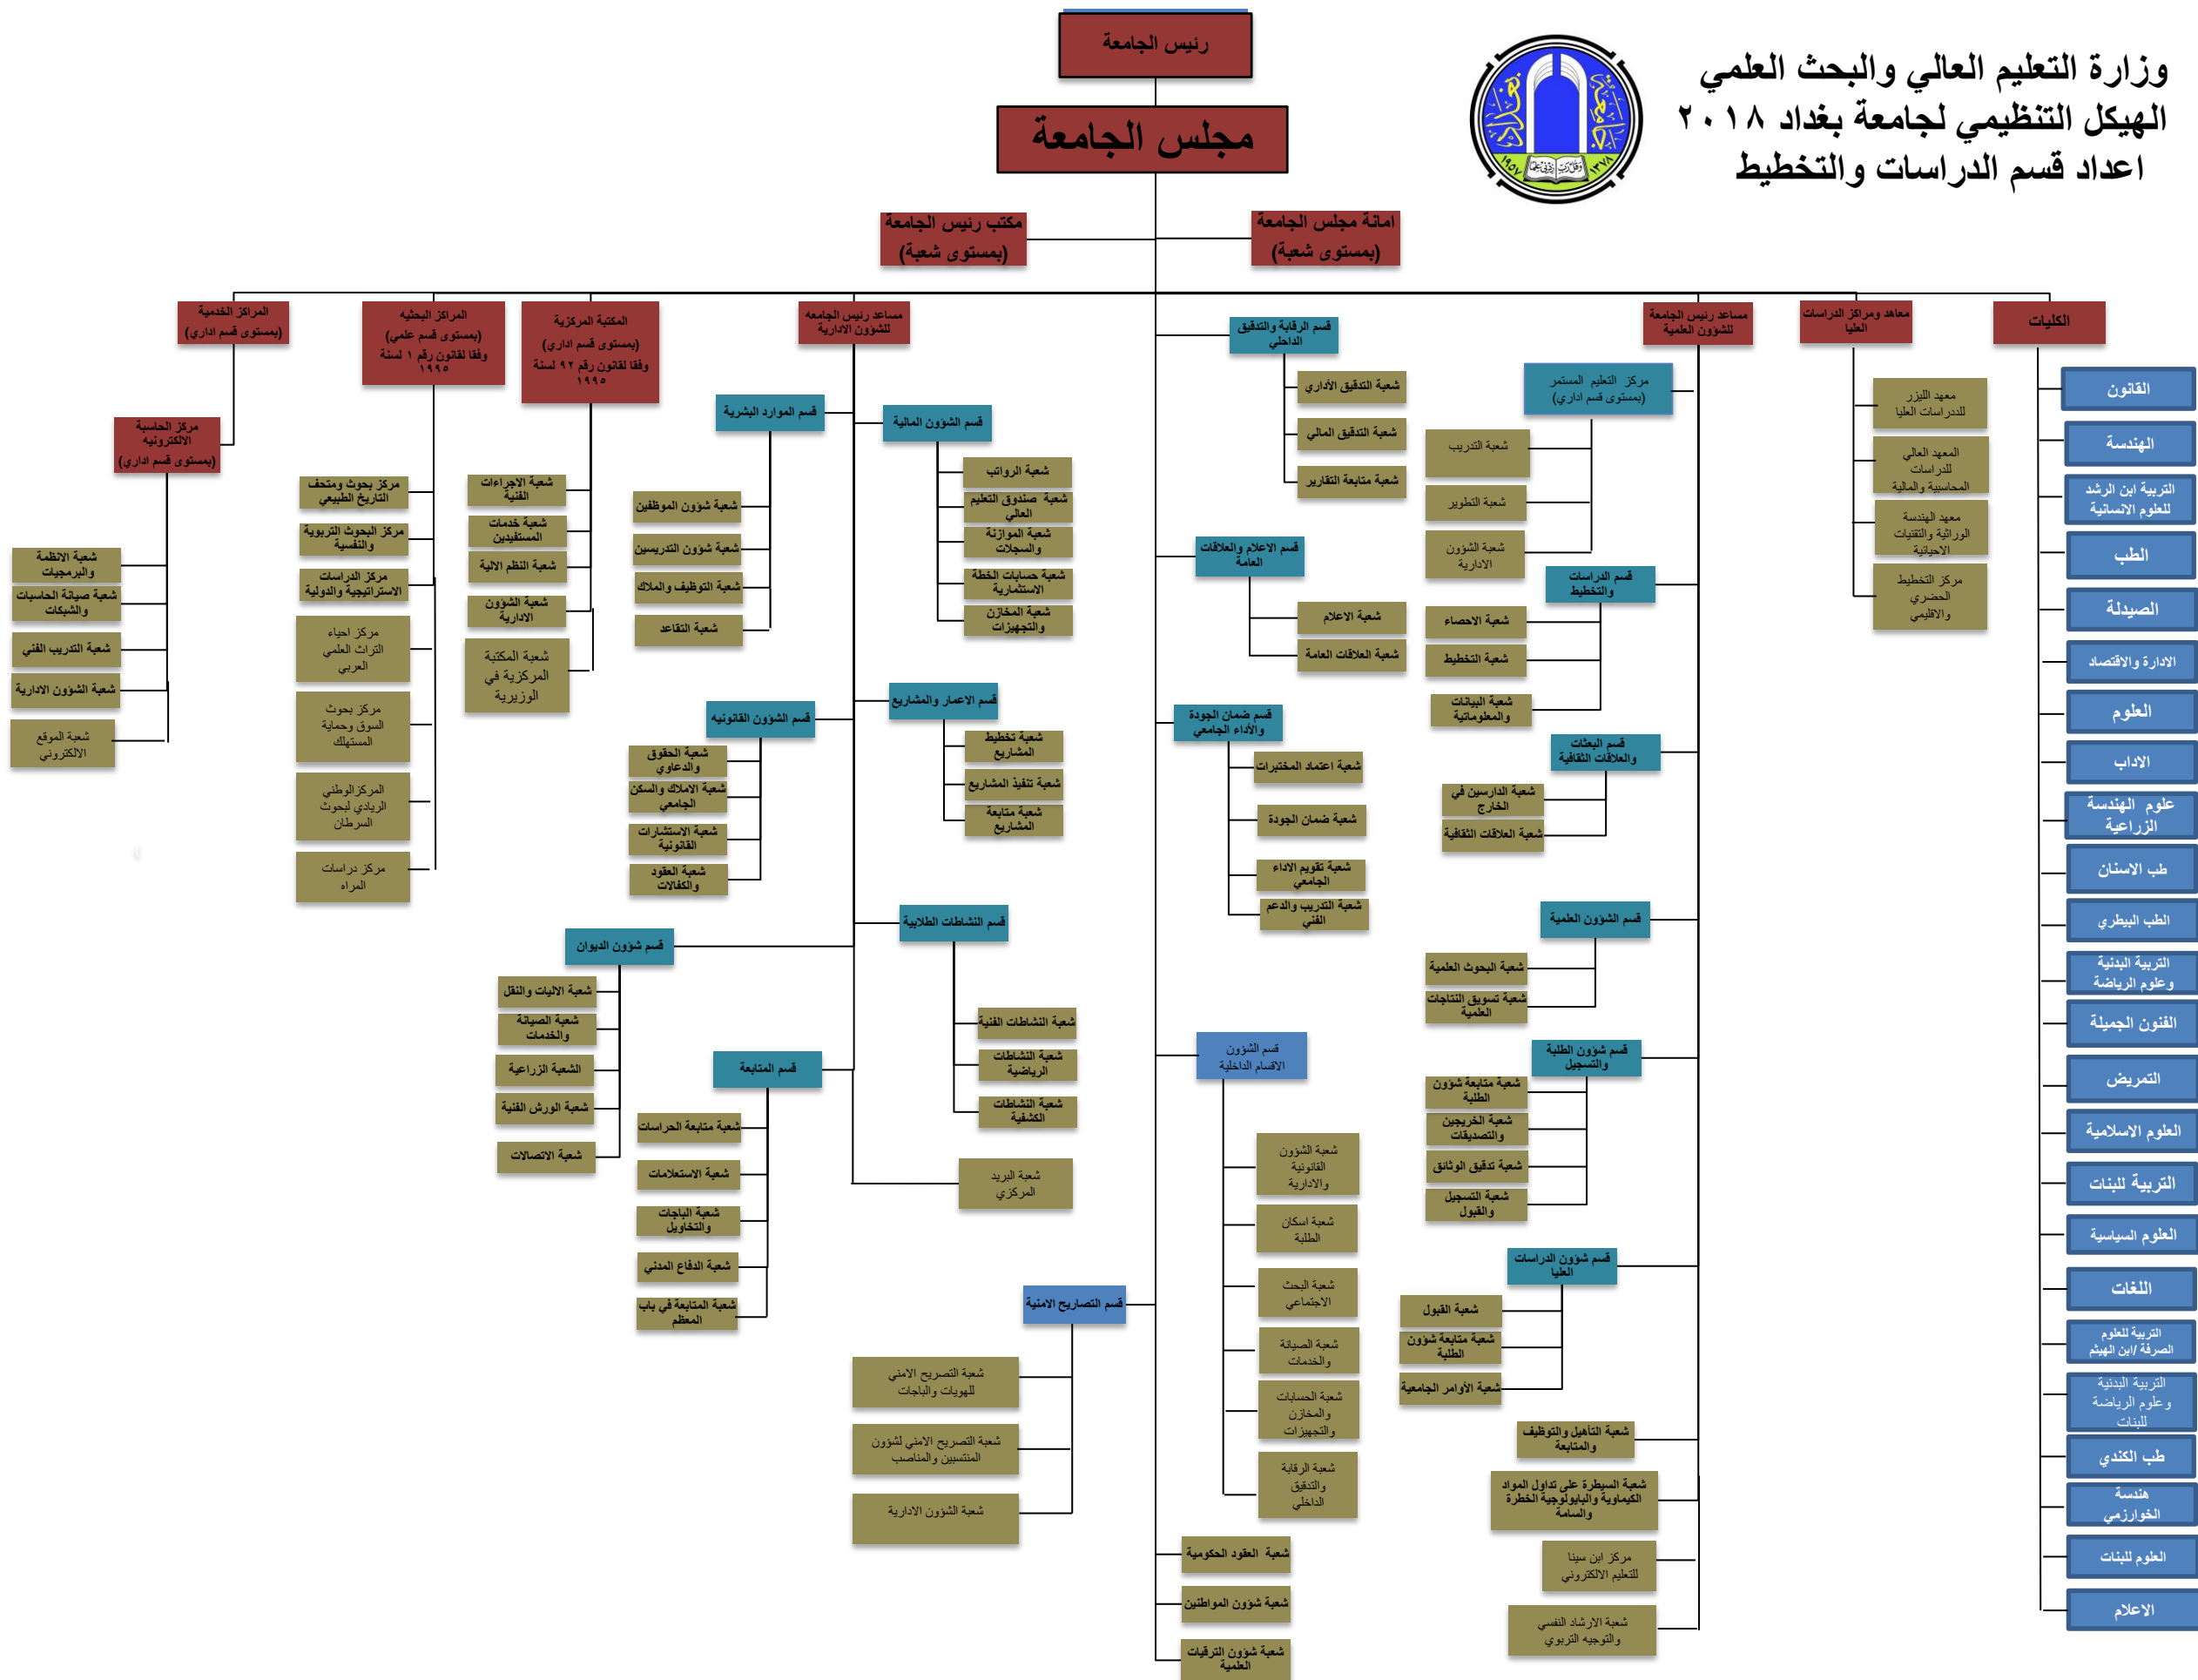 وزارة التعليم العالي والبحث العلمي
الهيكل التنظيمي لجامعة بغداد ٢٠١٨
اعداد قسم الدراسات والتخطيط
جامعة
بغداد
وقل رب زدني علما
١٣٧٨
١٩٥٧
رئيس الجامعة
مجلس الجامعة
امانة مجلس الجامعة
(بمستوى شعبة)
مكتب رئيس الجامعة
(بمستوى شعبة)
الكليات
القانون
الهندسة
التربية ابن الرشد
للعلوم الانسانية
الطب
الصيدلة
الادارة والاقتصاد
العلوم
الاداب
علوم الهندسة
الزراعية
طب الاسنان
الطب البيطري
التربية البدنية
وعلوم الرياضة
الفنون الجميلة
التمريض
العلوم الاسلامية
التربية للبنات
العلوم السياسية
اللغات
التربية للعلوم
الصرفة /ابن الهيثم
التربية البدنية
وعلوم الرياضة
للبنات
طب الكندي
هندسة
الخوارزمي
العلوم للبنات
الاعلام
معاهد ومراكز الدراسات
العليا
معهد الليزر
للددراسات العليا
المعهد العالي
للدراسات
المحاسبية والمالية
معهد الهندسة
الوراثية والتقنيات
الاحيائية
مركز التخطيط
الحضري
والاقليمي
مساعد رئيس الجامعة
للشؤون العلمية
مركز التعليم المستمر
(بمستوى قسم اداري)
شعبة التدريب
شعبة التطوير
شعبة الشؤون
الادارية
قسم الدراسات
والتخطيط
شعبة الاحصاء
شعبة التخطيط
شعبة البيانات
والمعلوماتية
قسم البعثات
والعلاقات الثقافية
شعبة الدارسين في
الخارج
شعبة العلاقات الثقافية
قسم الشؤون العلمية
شعبة البحوث العلمية
شعبة تسويق النتاجات
العلمية
قسم شؤون الطلبة
والتسجيل
شعبة متابعة شؤون
الطلبة
شعبة الخريجين
والتصديقات
شعبة تدقيق الوثائق
شعبة التسجيل
والقبول
قسم شؤون الدراسات
العليا
شعبة القبول
شعبة متابعة شؤون
الطلبة
شعبة الأوامر الجامعية
شعبة التأهيل والتوظيف
والمتابعة
شعبة السيطرة على تداول المواد
الكيماوية والبايولوجية الخطرة
والسامة
مركز ابن سينا
للتعليم الالكتروني
شعبة الارشاد النفسي
والتوجيه التربوي
قسم الرقابة والتدقيق
الداخلي
شعبة التدقيق الأداري
شعبة التدقيق المالي
شعبة متابعة التقارير
قسم الاعلام والعلاقات
العامة
شعبة الاعلام
شعبة العلاقات العامة
قسم ضمان الجودة
والأداء الجامعي
شعبة اعتماد المختبرات
شعبة ضمان الجودة
شعبة تقويم الاداء
الجامعي
شعبة التدريب والدعم
الفني
قسم الشؤون
الاقسام الداخلية
شعبة الشؤون
القانونية
والادارية
شعبة اسكان
الطلبة
شعبة البحث
الاجتماعي
شعبة الصيانة
والخدمات
شعبة الحسابات
والمخازن
والتجهيزات
شعبة الرقابة
والتدقيق
الداخلي
قسم التصاريح الامنية
شعبة التصريح الامني
للهويات والباجات
شعبة التصريح الامني لشؤون
المنتسبين والمناصب
شعبة الشؤون الادارية
شعبة العقود الحكومية
شعبة شؤون المواطنين
شعبة شؤون الترقيات
العلمية
مساعد رئيس الجامعه
للشؤون الادارية
قسم الشؤون المالية
شعبة الرواتب
شعبة صندوق التعليم
العالي
شعبة الموازنة
والسجلات
شعبة حسابات الخطة
الاستثمارية
شعبة المخازن
والتجهيزات
قسم الموارد البشرية
شعبة شؤون الموظفين
شعبة شؤون التدريسين
شعبة التوظيف والملاك
شعبة التقاعد
قسم الاعمار والمشاريع
شعبة تخطيط
المشاريع
شعبة تنفيذ المشاريع
شعبة متابعة
المشاريع
قسم الشؤون القانونيه
شعبة الحقوق
والدعاوي
شعبة الاملاك والسكن
الجامعي
شعبة الاستشارات
القانونية
شعبة العقود
والكفالات
قسم النشاطات الطلابية
شعبة النشاطات الفنية
شعبة النشاطات
الرياضية
شعبة النشاطات
الكشفية
قسم شؤون الديوان
شعبة الاليات والنقل
شعبة الصيانة
والخدمات
الشعبة الزراعية
شعبة الورش الفنية
شعبة الاتصالات
قسم المتابعة
شعبة متابعة الحراسات
شعبة الاستعلامات
شعبة الباجات
والتخاويل
شعبة الدفاع المدني
شعبة المتابعة في باب
المعظم
شعبة البريد
المركزي
المكتبة المركزية
(بمستوى قسم اداري)
وفقا لقانون رقم ٩٢ لسنة
١٩٩٥
شعبة الاجراءات
الفنية
شعبة خدمات
المستفيدين
شعبة النظم الالية
شعبة الشؤون
الادارية
شعبة المكتبة
المركزية في
الوزيرية
المراكز البحثيه
(بمستوى قسم علمي)
وفقا لقانون رقم ١ لسنة
١٩٩٥
مركز بحوث ومتحف
التاريخ الطبيعي
مركز البحوث التربوية
والنفسية
مركز الدراسات
الاستراتيجية والدولية
مركز احياء
التراث العلمي
العربي
مركز بحوث
السوق وحماية
المستهلك
المركزالوطني
الريادي لبحوث
السرطان
مركز دراسات
المراه
المراكز الخدمية
(بمستوى قسم اداري)
مركز الحاسبة
الالكترونيه
(بمستوى قسم اداري)
شعبة الانظمة
والبرمجيات
شعبة صيانة الحاسبات
والشبكات
شعبة التدريب الفني
شعبة الشؤون الادارية
شعبة الموقع
الالكتروني